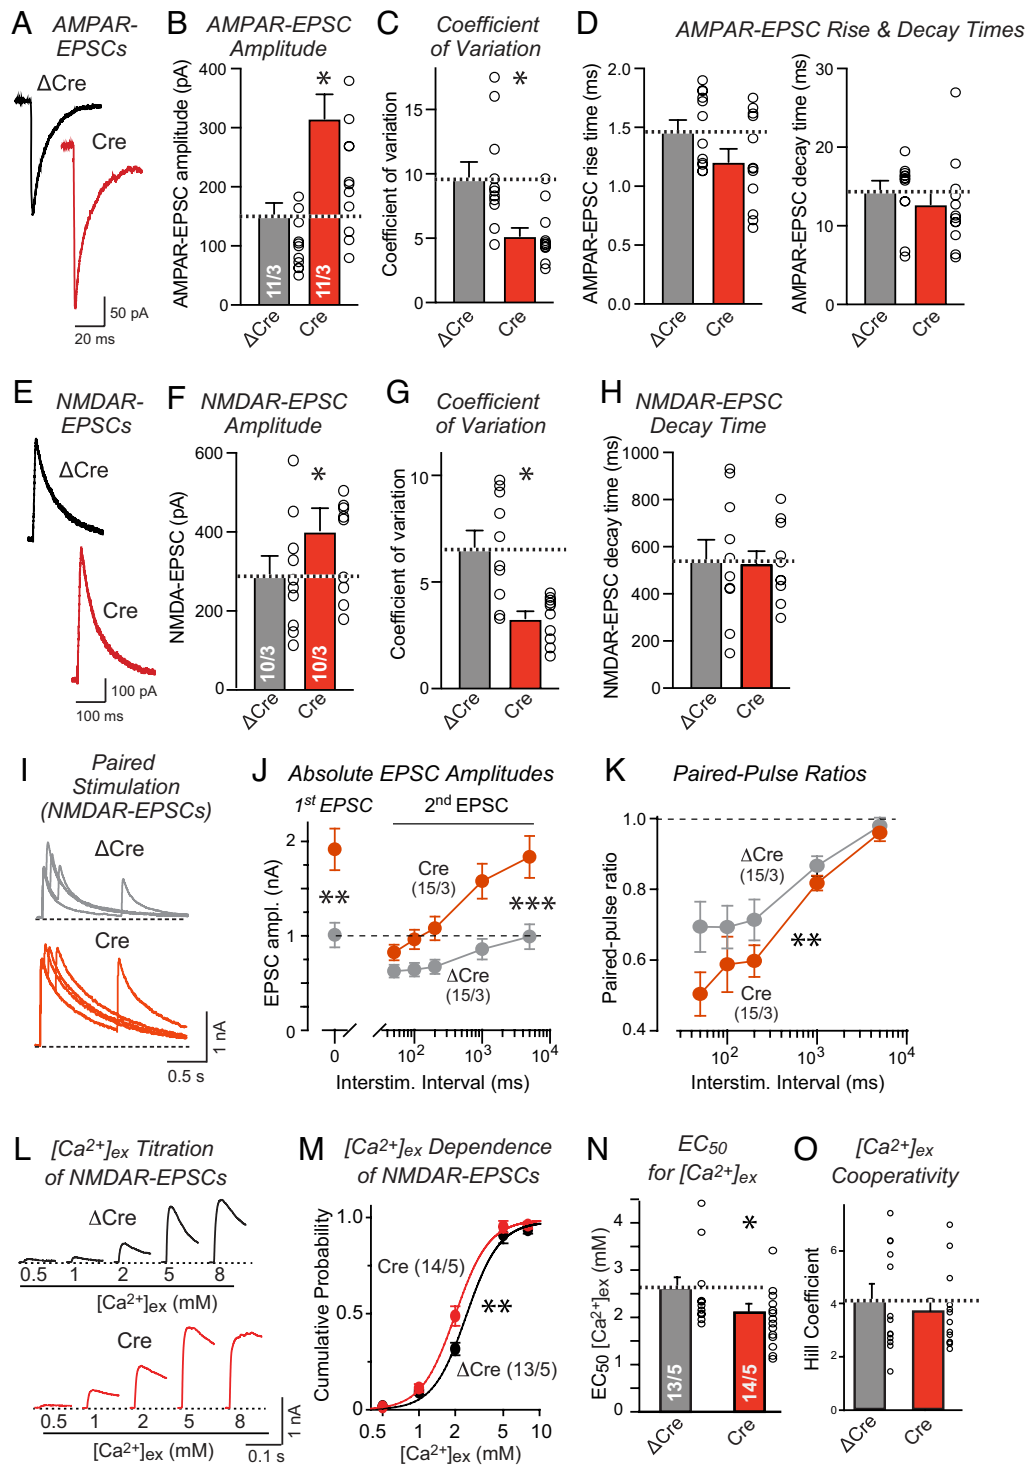 A AMPAR-
EPSCs
ΔCre
Cre
50 pA
20 ms
B AMPAR-EPSC
Amplitude
AMPAR-EPSC amplitude (pA)
400
300
200
100
0
*
11/3
11/3
ΔCre
Cre
C Coefficient
of Variation
Coefficient of variation
10
5
0
*
ΔCre
Cre
D AMPAR-EPSC Rise & Decay Times
AMPAR-EPSC rise time (ms)
2.0
1.5
1.0
0.5
0.0
ΔCre
Cre
AMPAR-EPSC decay time (ms)
30
20
10
0
ΔCre
Cre
E NMDAR-
EPSCs
ΔCre
Cre
100 pA
100 ms
F NMDAR-EPSC
Amplitude
NMDA-EPSC (pA)
600
400
200
0
*
10/3
10/3
ΔCre
Cre
G Coefficient
of Variation
Coefficient of variation
10
5
0
*
ΔCre
Cre
H NMDAR-EPSC
Decay Time
NMDAR-EPSC decay time (ms)
1000
800
600
400
200
0
ΔCre
Cre
I Paired
Stimulation
(NMDAR-EPSCs)
ΔCre
Cre
1 nA
0.5 s
J Absolute EPSC Amplitudes
1st EPSC
2nd EPSC
EPSC ampl. (nA)
2
1
0
**
Cre
(15/3)
***
ΔCre
(15/3)
0
10²
10³
10⁴
Interstim. Interval (ms)
K Paired-Pulse Ratios
Paired-pulse ratio
1.0
0.8
0.6
0.4
ΔCre
(15/3)
**
Cre
(15/3)
10²
10³
10⁴
Interstim. Interval (ms)
L [Ca²⁺]ex Titration
of NMDAR-EPSCs
ΔCre
0.5 1 2 5 8
[Ca²⁺]ex (mM)
Cre
0.5 1 2 5 8
[Ca²⁺]ex (mM)
1 nA
0.1 s
M [Ca²⁺]ex Dependence
of NMDAR-EPSCs
Cumulative Probability
1.0
0.5
0
Cre (14/5)
**
ΔCre (13/5)
0.5 1 2 5 10
[Ca²⁺]ex (mM)
N EC50
for [Ca²⁺]ex
EC50 [Ca²⁺]ex (mM)
4
3
2
1
0
*
13/5
14/5
ΔCre
Cre
O [Ca²⁺]ex
Cooperativity
Hill Coefficient
6
4
2
0
ΔCre
Cre